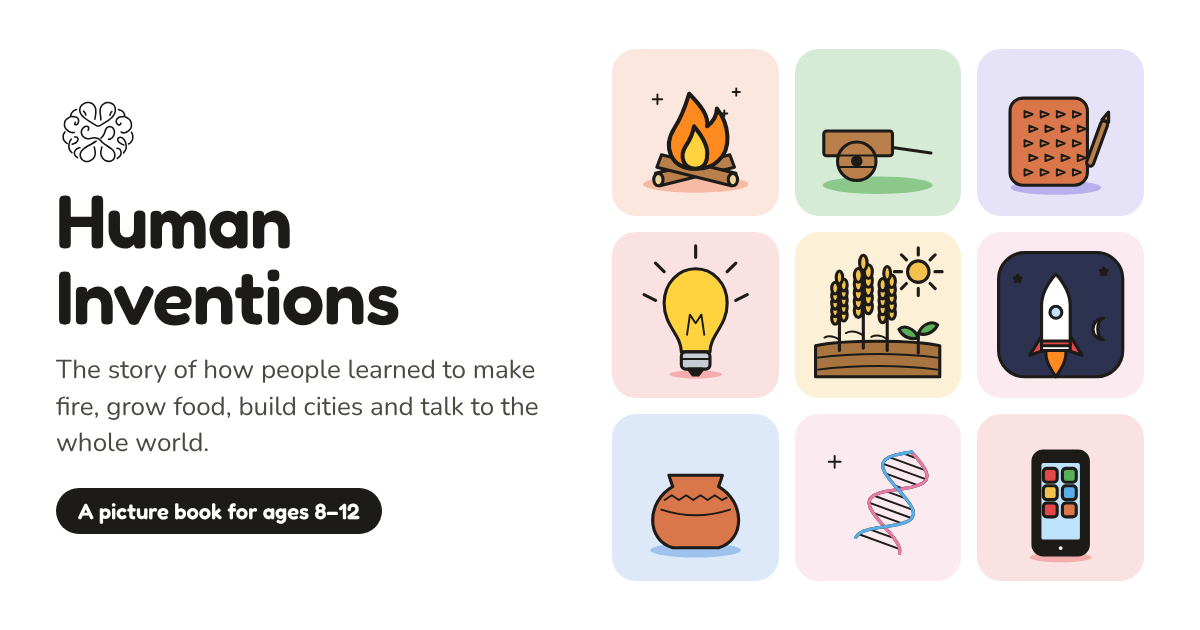 Human
Inventions
The story of how people learned to make
fire, grow food, build cities and talk to the
whole world.
A picture book for ages 8–12